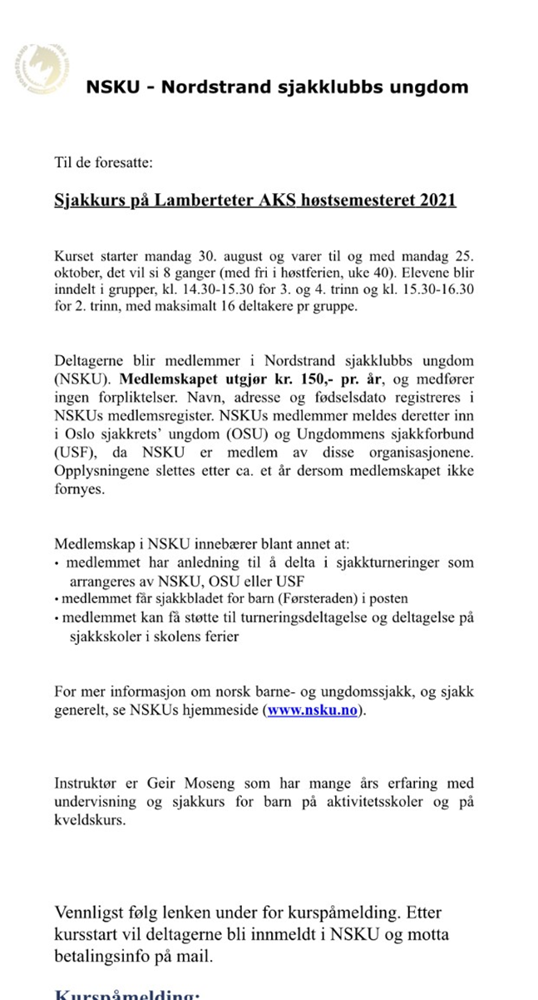 NSKU - Nordstrand sjakklubbs ungdom
Til de foresatte:
Sjakkurs på Lamberteter AKS høstsemesteret 2021
Kurset starter mandag 30. august og varer til og med mandag 25.
oktober, det vil si 8 ganger (med fri i høstferien, uke 40). Elevene blir
inndelt i grupper, kl. 14.30-15.30 for 3. og 4. trinn og kl. 15.30-16.30
for 2. trinn, med maksimalt 16 deltakere pr gruppe.
Deltagerne blir medlemmer i Nordstrand sjakklubbs ungdom
(NSKU). Medlemskapet utgjør kr. 150,- pr. år, og medfører
ingen forpliktelser. Navn, adresse og fødselsdato registreres i
NSKUs medlemsregister. NSKUs medlemmer meldes deretter inn
i Oslo sjakkrets’ ungdom (OSU) og Ungdommens sjakkforbund
(USF), da NSKU er medlem av disse organisasjonene.
Opplysningene slettes etter ca. et år dersom medlemskapet ikke
fornyes.
Medlemskap i NSKU innebærer blant annet at:
• medlemmet har anledning til å delta i sjakkturneringer som
arrangeres av NSKU, OSU eller USF
• medlemmet får sjakkbladet for barn (Førsteraden) i posten
• medlemmet kan få støtte til turneringsdeltagelse og deltagelse på
sjakkskoler i skolens ferier
For mer informasjon om norsk barne- og ungdomssjakk, og sjakk
generelt, se NSKUs hjemmeside (www.nsku.no).
Instruktør er Geir Moseng som har mange års erfaring med
undervisning og sjakkurs for barn på aktivitetsskoler og på
kveldskurs.
Vennligst følg lenken under for kurspåmelding. Etter
kursstart vil deltagerne bli innmeldt i NSKU og motta
betalingsinfo på mail.
Kurspåmelding: